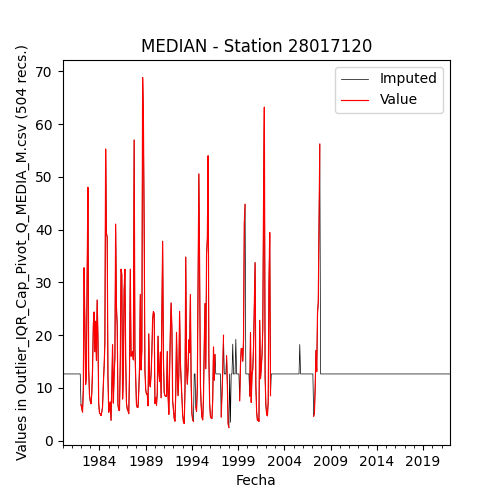 MEDIAN - Station 28017120
Values in Outlier_IQR_Cap_Pivot_Q_MEDIA_M.csv (504 recs.)
70
60
50
40
30
20
10
0
Imputed
Value
1984 1989 1994 1999 2004 2009 2014 2019
Fecha